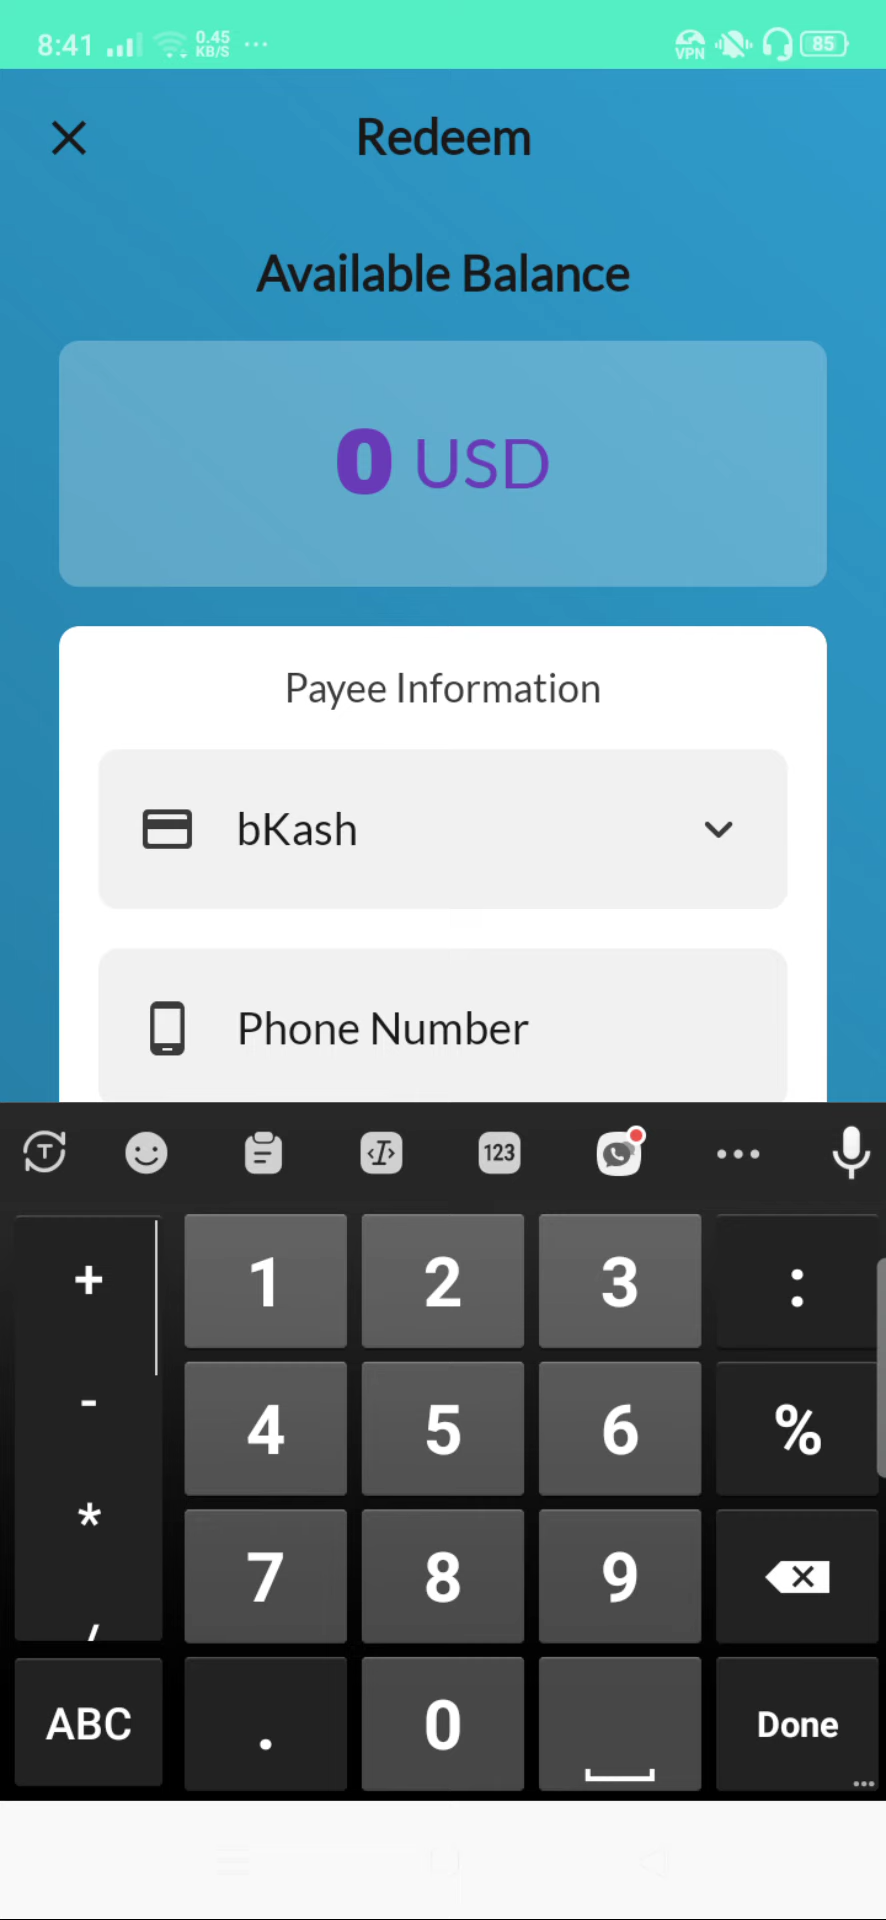 8:41 0.45 KB/S ... VPN 85
Redeem
Available Balance
0 USD
Payee Information
bKash
Phone Number
T 123
+ 1 2 3 :
- 4 5 6 %
* 7 8 9
/
ABC . 0 Done